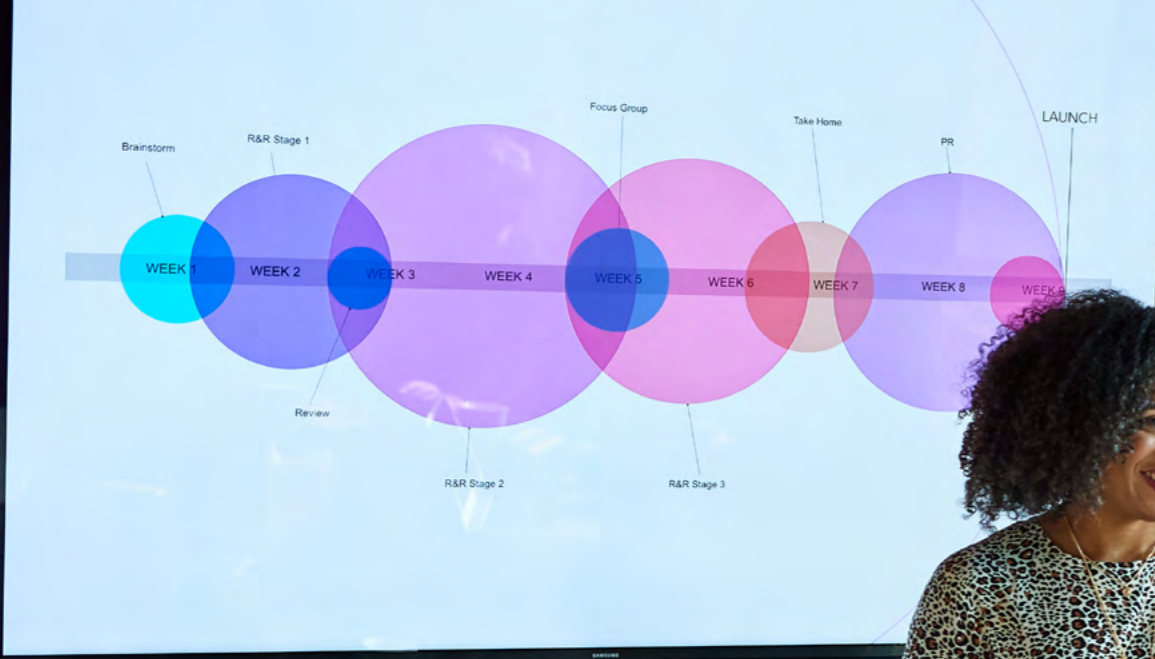 Brainstorm
R&R Stage 1
Focus Group
Take Home
PR
LAUNCH
WEEK 1
WEEK 2
WEEK 3
WEEK 4
WEEK 5
WEEK 6
WEEK 7
WEEK 8
WEEK 9
Review
R&R Stage 2
R&R Stage 3
SAMSUNG